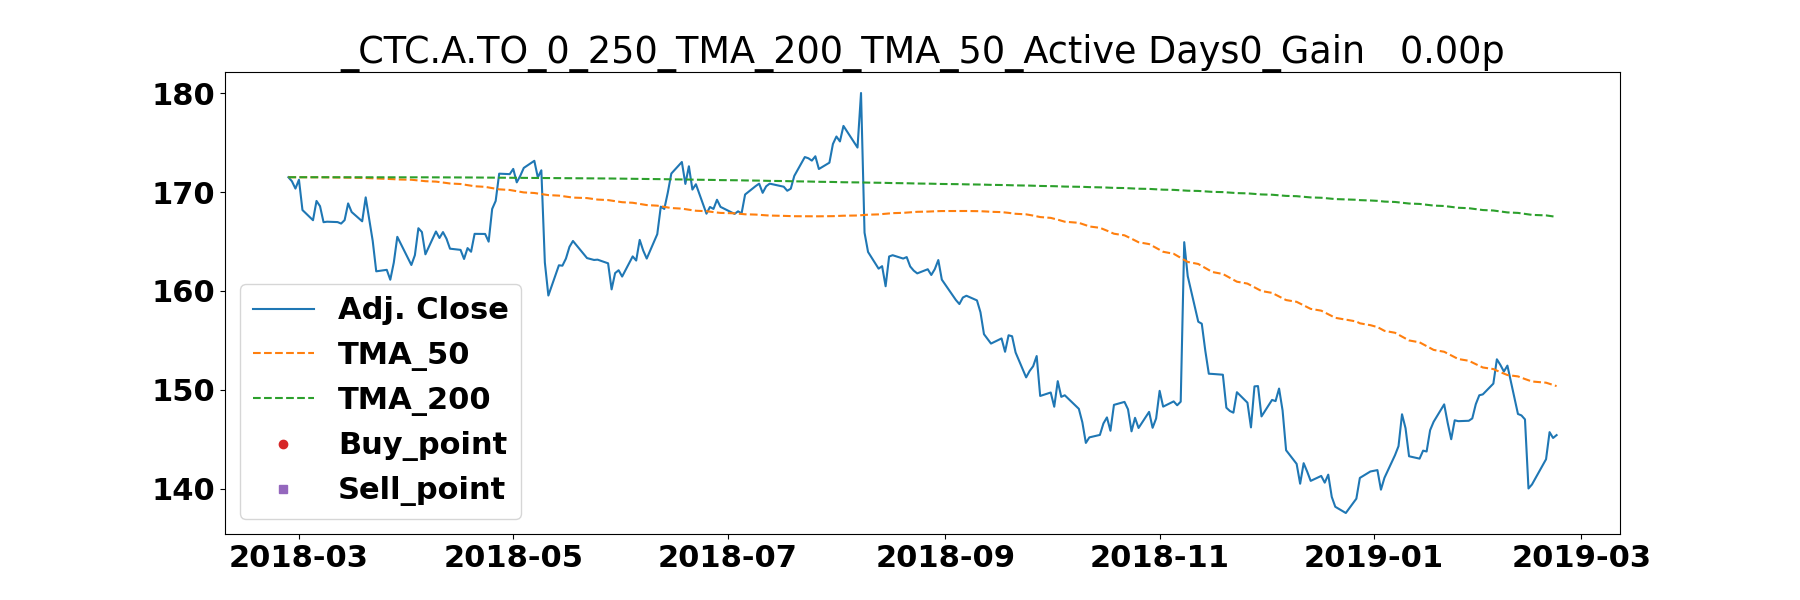 _CTC.A.TO_0_250_TMA_200_TMA_50_Active Days0_Gain   0.00p
180
170
160
150
140
Adj. Close
TMA_50
TMA_200
Buy_point
Sell_point
2018-03 2018-05 2018-07 2018-09 2018-11 2019-01 2019-03